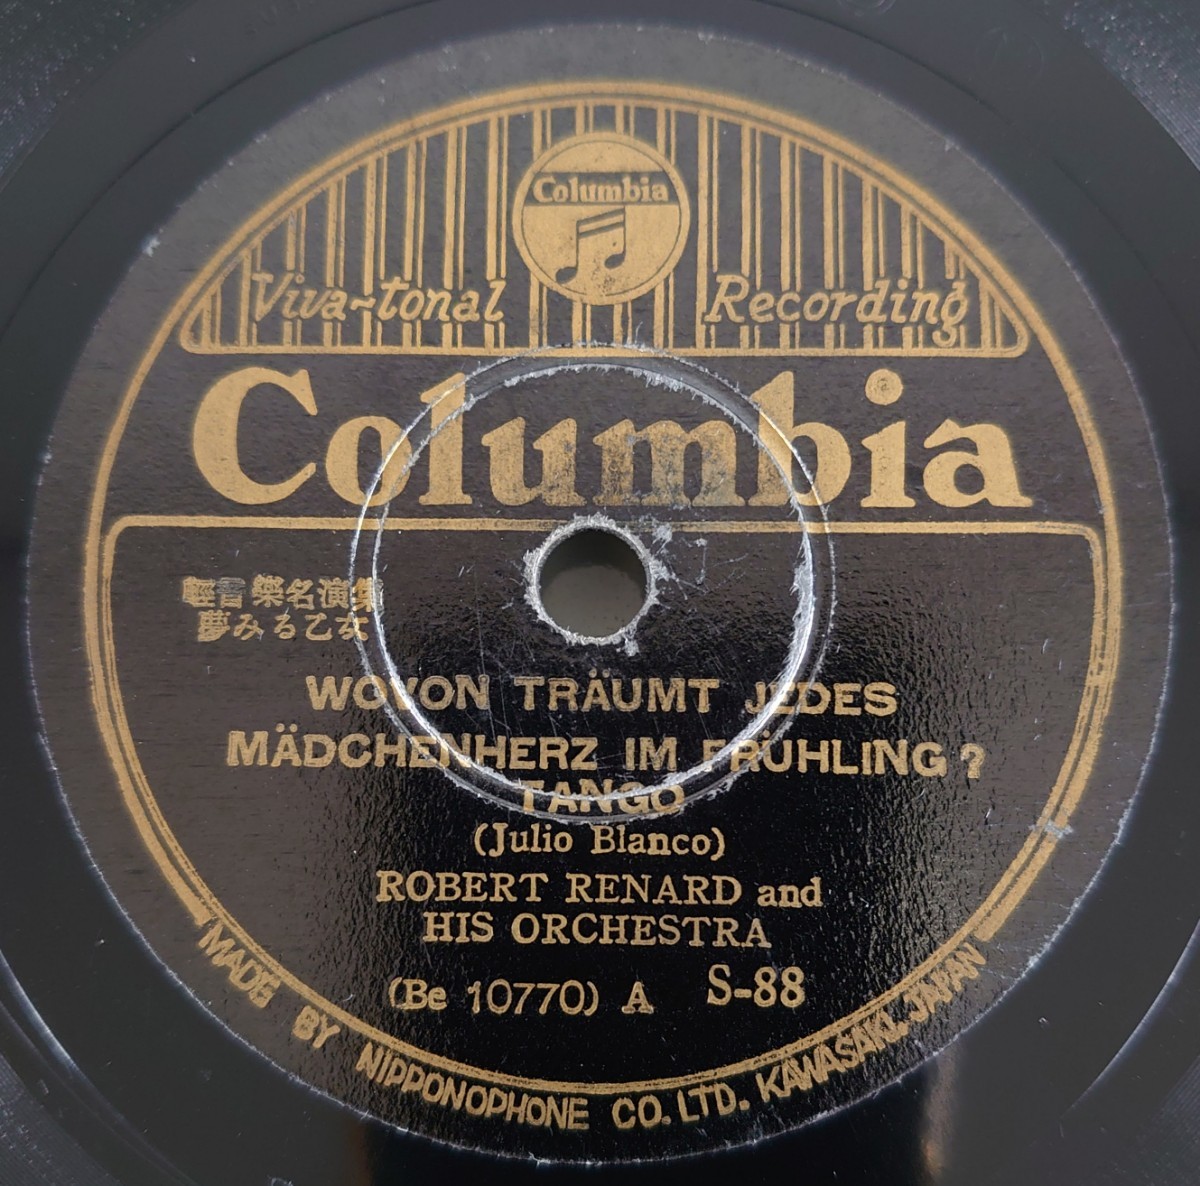 Columbia
Viva-tonal Recording
Columbia
輕音樂名演集
夢みる乙女
WOVON TRÄUMT JEDES
MÄDCHENHERZ IM FRÜHLING?
TANGO
(Julio Blanco)
ROBERT RENARD and
HIS ORCHESTRA
(Be 10770) A S-88
MADE BY NIPPONOPHONE CO. LTD. KAWASAKI, JAPAN